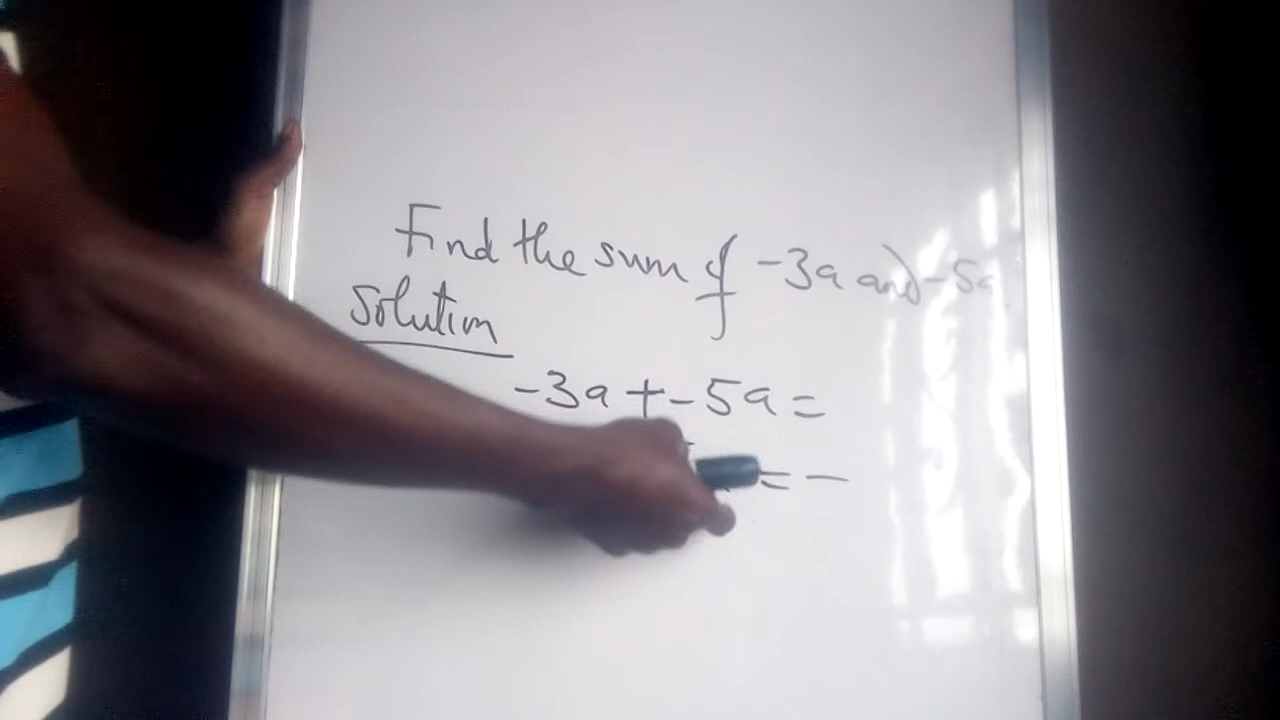 Find the sum of -3a and -5a
Solution
-3a + -5a =
= -